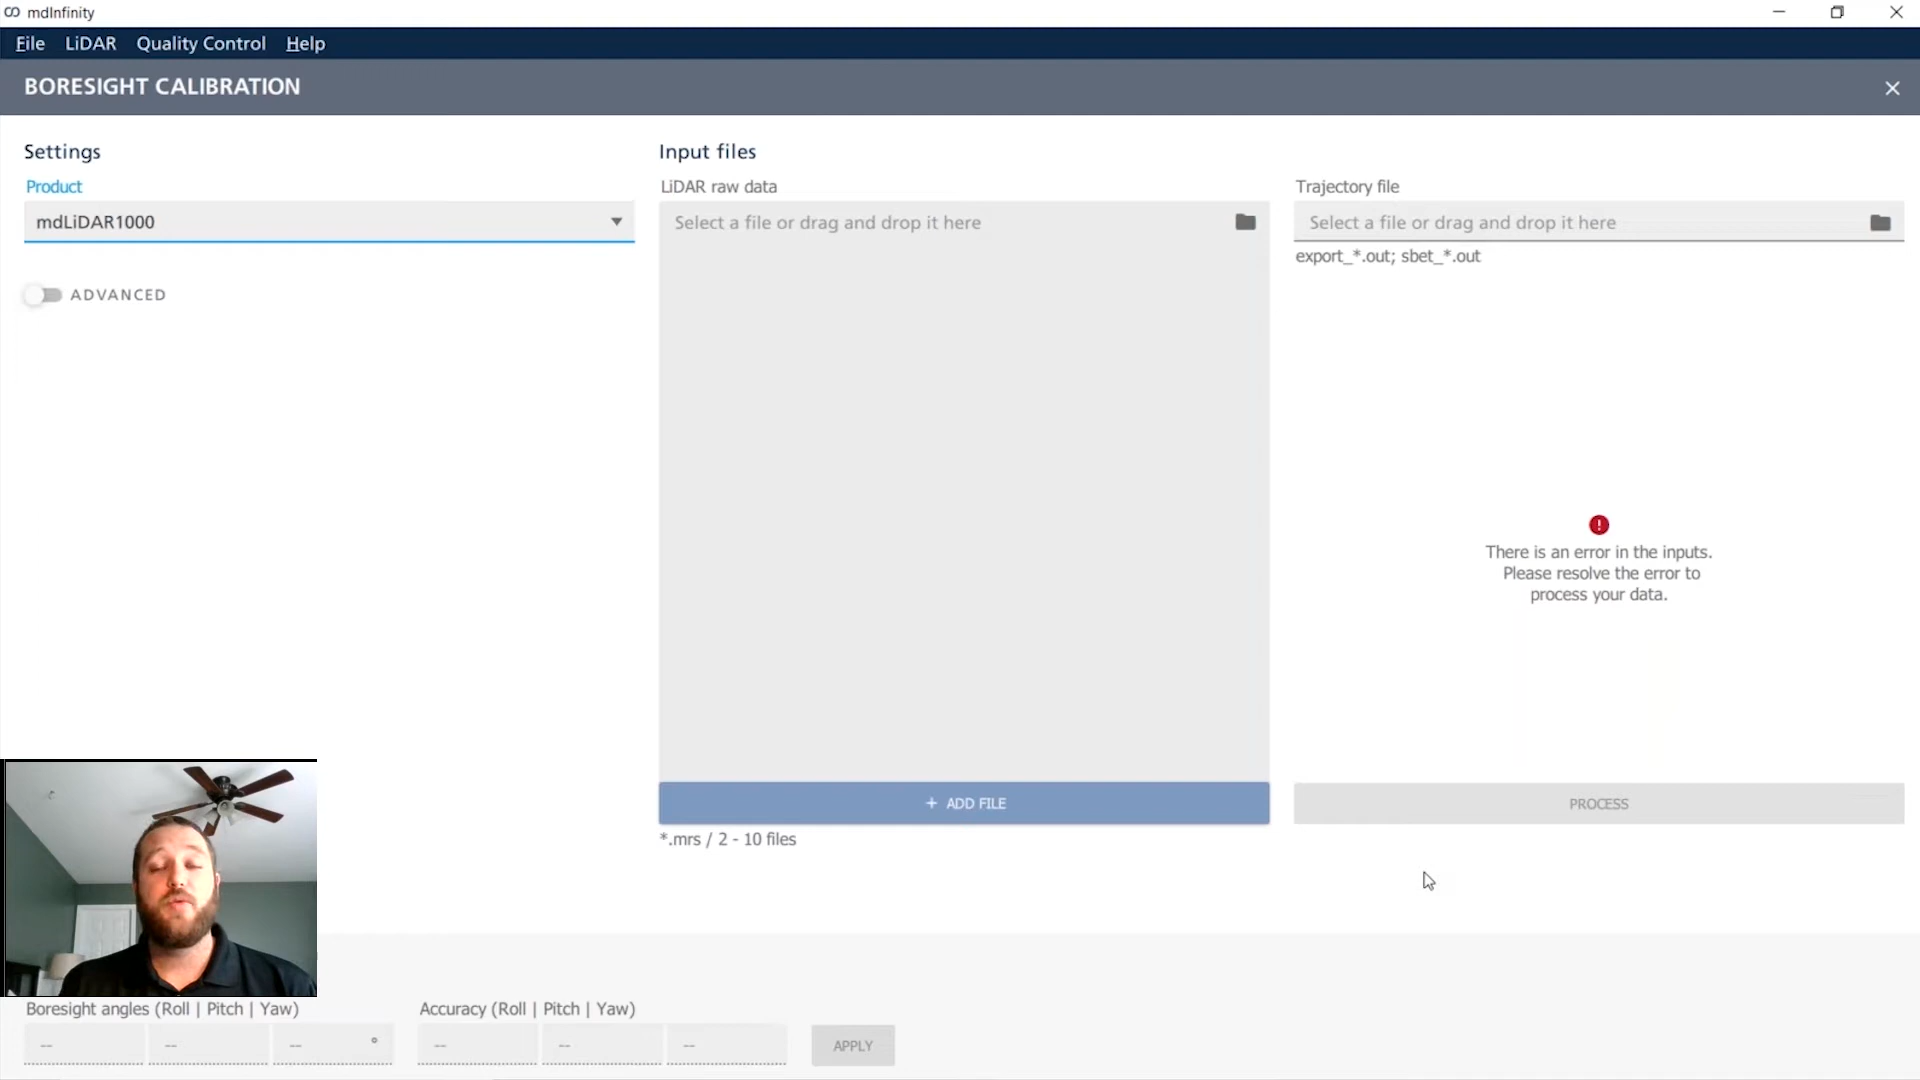 mdInfinity
File LiDAR Quality Control Help
BORESIGHT CALIBRATION
Settings
Product
mdLiDAR1000
ADVANCED
Input files
LiDAR raw data
Select a file or drag and drop it here
+ ADD FILE
*.mrs / 2 - 10 files
Trajectory file
Select a file or drag and drop it here
export_*.out; sbet_*.out
There is an error in the inputs.
Please resolve the error to
process your data.
PROCESS
Boresight angles (Roll | Pitch | Yaw)
-- -- -- °
Accuracy (Roll | Pitch | Yaw)
-- -- --
APPLY